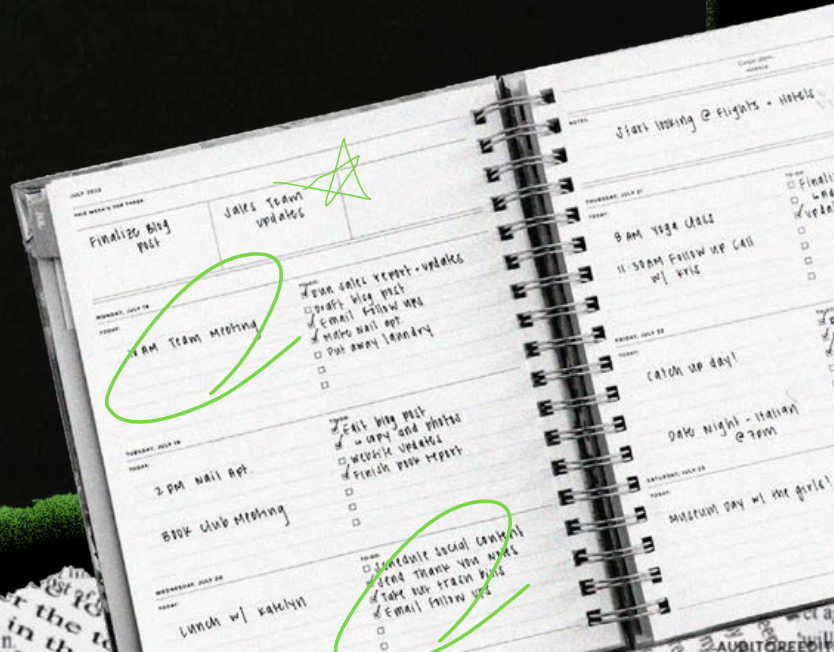 JULY 2022
THIS WEEK'S TOP THREE
Finalize Blog
post
Sales Team
updates
MONDAY, JULY 18
TODAY:
AM Team Meeting
TO-DO:
Run sales report + updates
Draft blog post
Email follow ups
Make Nail apt.
Put away laundry
TUESDAY, JULY 19
TODAY:
2 PM Nail Apt.
Book Club Meeting
TO-DO:
Edit blog post
↳ copy and photos
Website updates
Finish book report
WEDNESDAY, JULY 20
TODAY:
Lunch w/ Katelyn
TO-DO:
Schedule social content
Send Thank you
Take out trash bins
Email Follow ups
Carpe diem
NOTES:
Start looking @ Flights + Hotels
THURSDAY, JULY 21
TODAY:
8 AM Yoga Class
11:30AM Follow up call
w/ Kris
TO-DO:
FRIDAY, JULY 22
TODAY:
Catch up day!
Date Night - Italian
@ 7pm
SATURDAY, JULY 23
TODAY:
Museum Day w/ the girls!
r the
in th